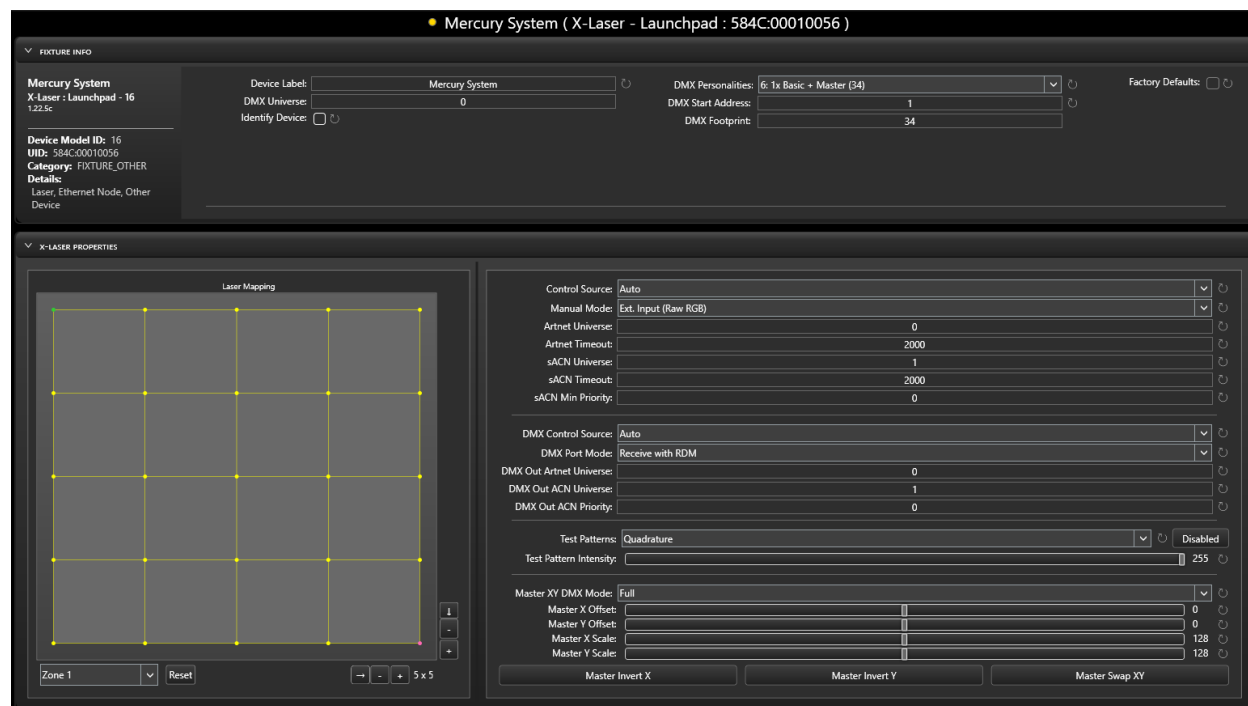 Mercury System ( X-Laser - Launchpad : 584C:00010056 )
FIXTURE INFO
Mercury System
X-Laser : Launchpad - 16
1.22.5c
Device Model ID: 16
UID: 584C:00010056
Category: FIXTURE_OTHER
Details:
Laser, Ethernet Node, Other
Device
Device Label: Mercury System
DMX Universe: 0
Identify Device:
DMX Personalities: 6: 1x Basic + Master (34)
DMX Start Address: 1
DMX Footprint: 34
Factory Defaults:
X-LASER PROPERTIES
Laser Mapping
Zone 1 Reset → - + 5 x 5
Control Source: Auto
Manual Mode: Ext. Input (Raw RGB)
Artnet Universe: 0
Artnet Timeout: 2000
sACN Universe: 1
sACN Timeout: 2000
sACN Min Priority: 0
DMX Control Source: Auto
DMX Port Mode: Receive with RDM
DMX Out Artnet Universe: 0
DMX Out ACN Universe: 1
DMX Out ACN Priority: 0
Test Patterns: Quadrature Disabled
Test Pattern Intensity: 255
Master XY DMX Mode: Full
Master X Offset: 0
Master Y Offset: 0
Master X Scale: 128
Master Y Scale: 128
Master Invert X Master Invert Y Master Swap XY